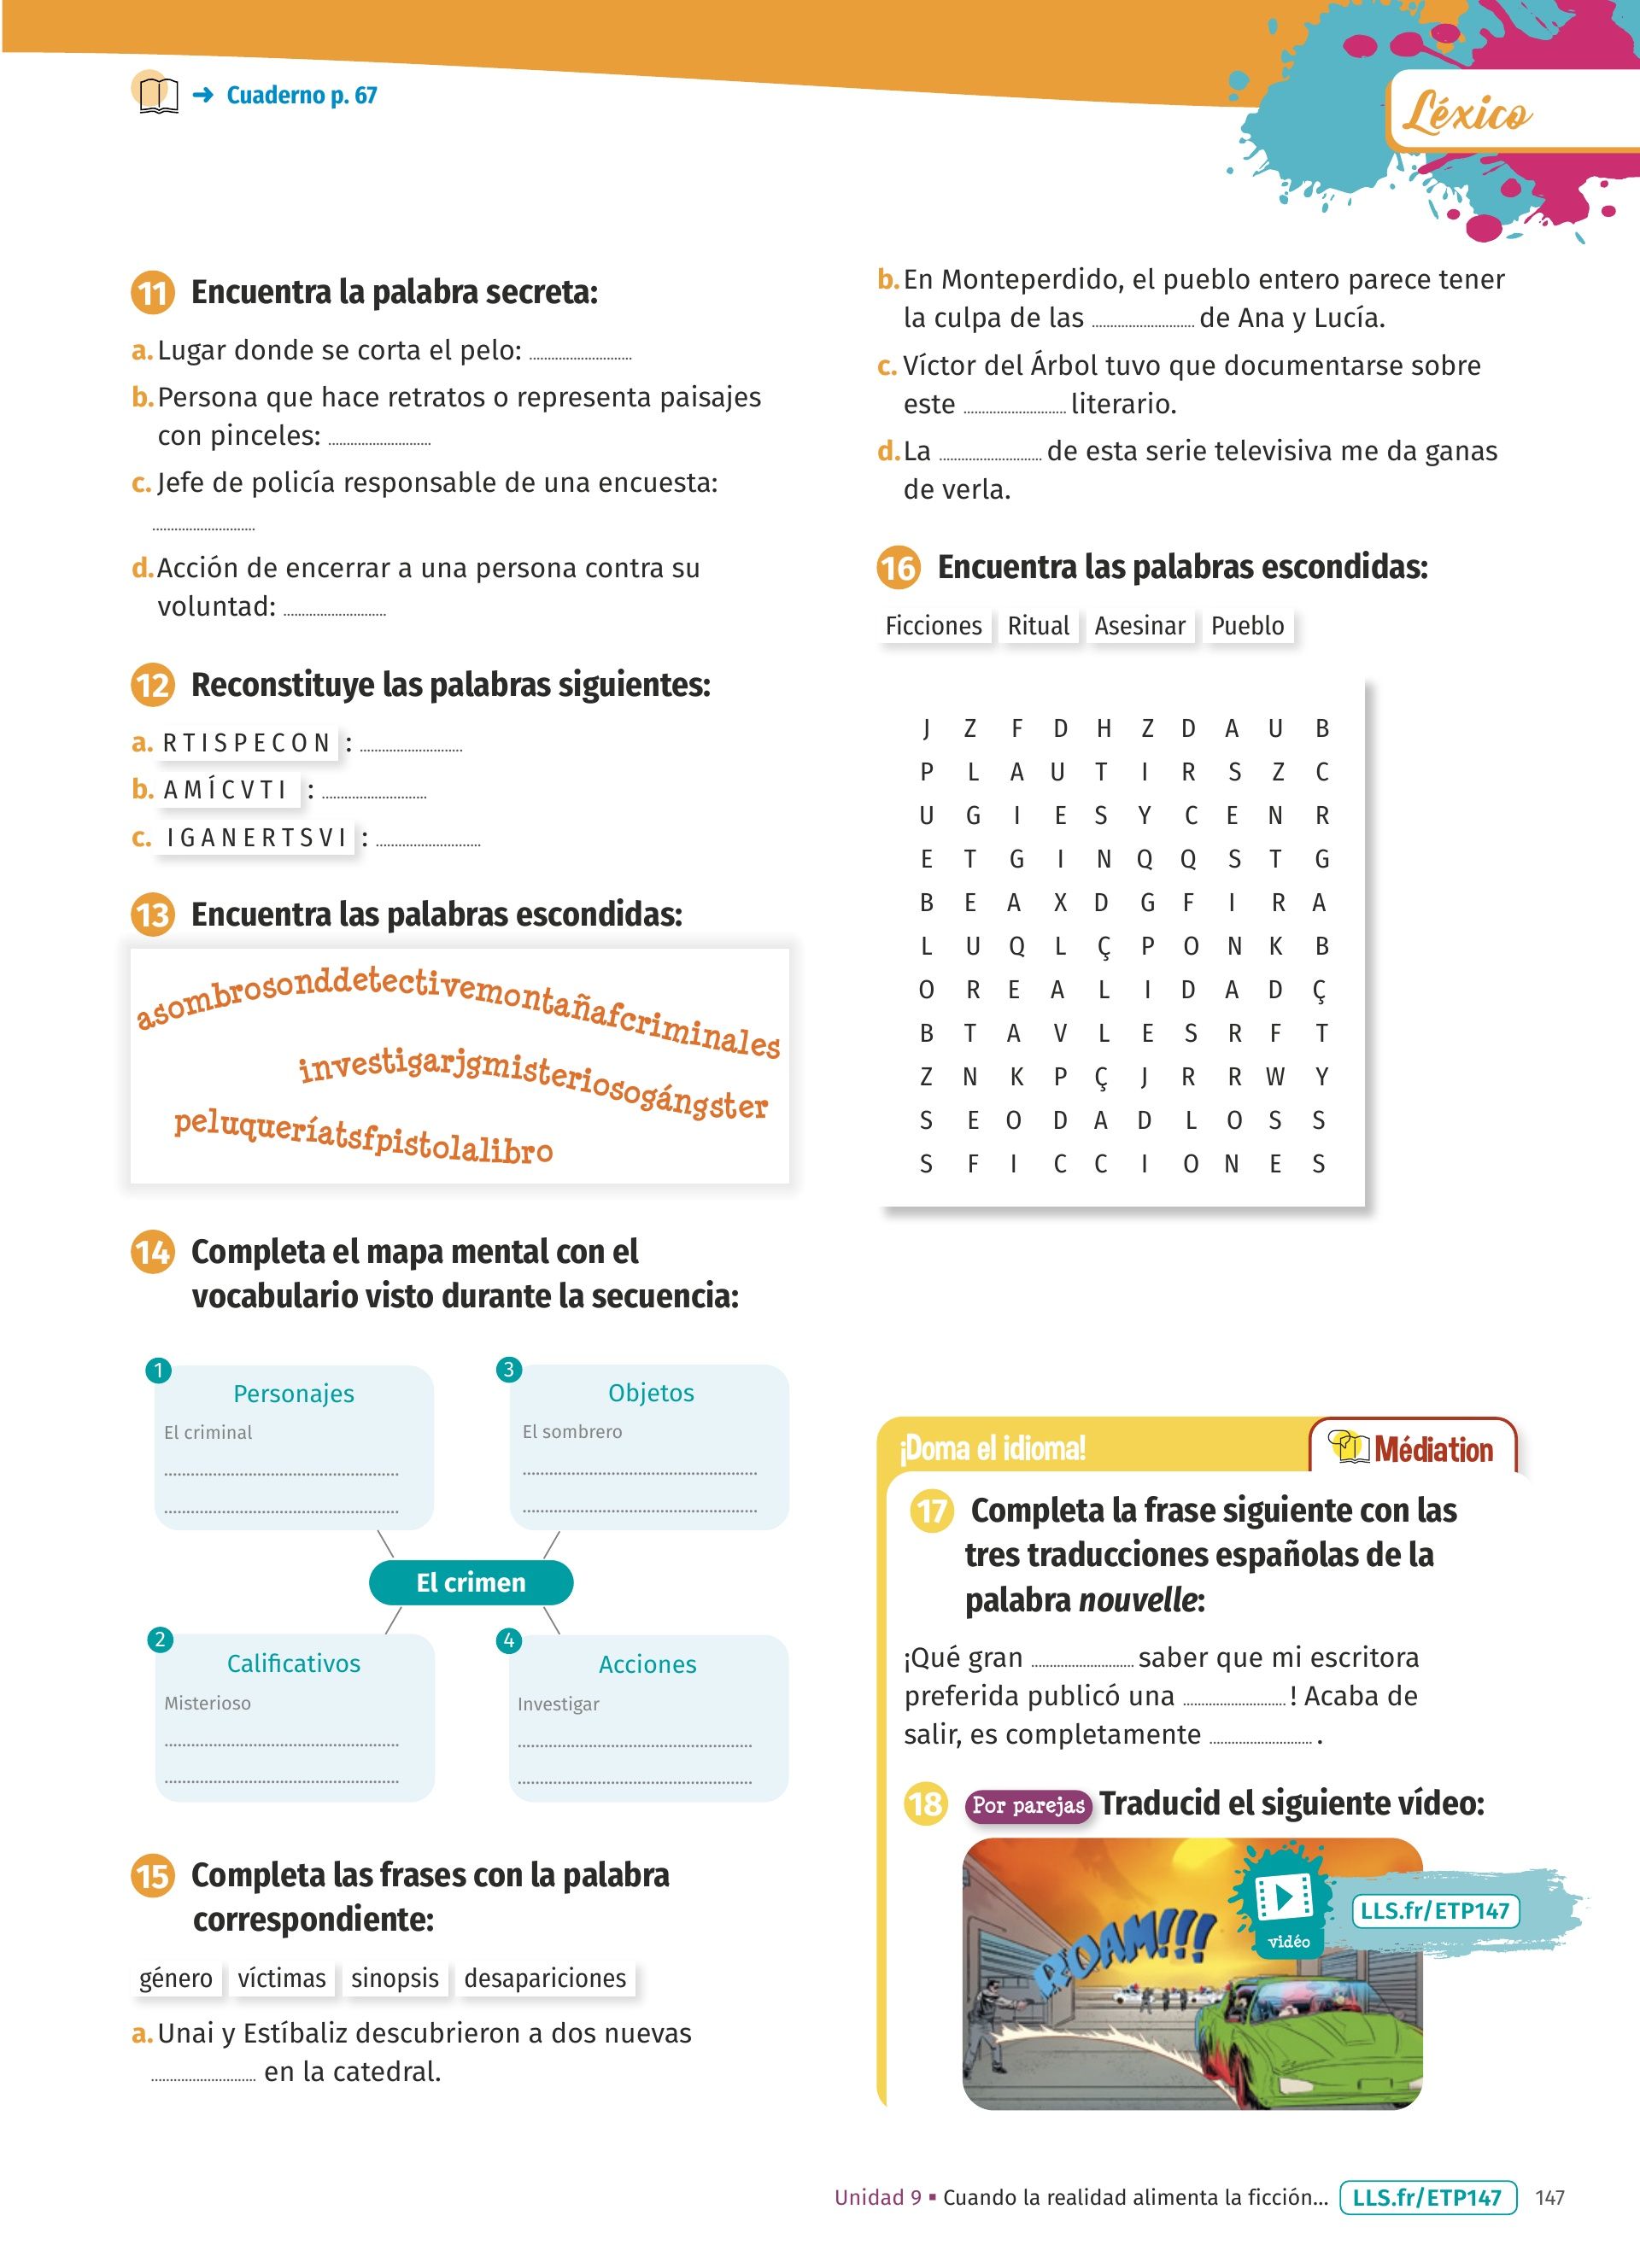 → Cuaderno p. 67
Léxico
11 Encuentra la palabra secreta:
a. Lugar donde se corta el pelo: ............................
b. Persona que hace retratos o representa paisajes
con pinceles: ............................
c. Jefe de policía responsable de una encuesta:
............................
d. Acción de encerrar a una persona contra su
voluntad: ............................
12 Reconstituye las palabras siguientes:
a. R T I S P E C O N : ............................
b. A M Í C V T I : ............................
c. I G A N E R T S V I : ............................
13 Encuentra las palabras escondidas:
asombrosonddetectivemontañafcriminales
investigarjgmisteriosogángster
peluqueríatsfpistolalibro
14 Completa el mapa mental con el
vocabulario visto durante la secuencia:
1
Personajes
El criminal
3
Objetos
El sombrero
El crimen
2
Calificativos
Misterioso
4
Acciones
Investigar
15 Completa las frases con la palabra
correspondiente:
género víctimas sinopsis desapariciones
a. Unai y Estíbaliz descubrieron a dos nuevas
............................ en la catedral.
b. En Monteperdido, el pueblo entero parece tener
la culpa de las ............................ de Ana y Lucía.
c. Víctor del Árbol tuvo que documentarse sobre
este ............................ literario.
d. La ............................ de esta serie televisiva me da ganas
de verla.
16 Encuentra las palabras escondidas:
Ficciones Ritual Asesinar Pueblo
J Z F D H Z D A U B
P L A U T I R S Z C
U G I E S Y C E N R
E T G I N Q Q S T G
B E A X D G F I R A
L U Q L Ç P O N K B
O R E A L I D A D Ç
B T A V L E S R F T
Z N K P Ç J R R W Y
S E O D A D L O S S
S F I C C I O N E S
¡Doma el idioma!
Médiation
17 Completa la frase siguiente con las
tres traducciones españolas de la
palabra nouvelle:
¡Qué gran ............................ saber que mi escritora
preferida publicó una ............................ ! Acaba de
salir, es completamente ............................ .
18 Por parejas Traducid el siguiente vídeo:
ROAM!!!
vidéo
LLS.fr/ETP147
Unidad 9 ▪ Cuando la realidad alimenta la ficción... LLS.fr/ETP147 147